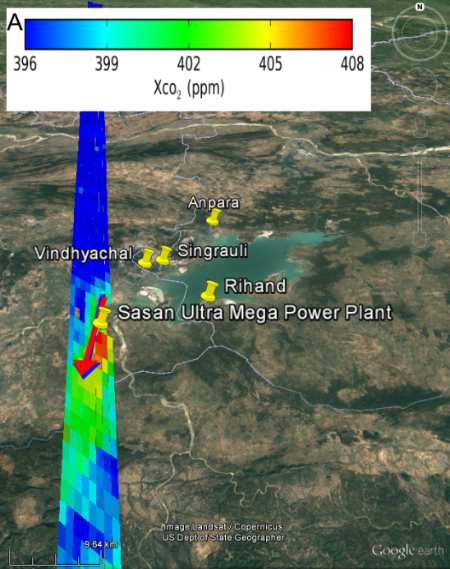 A
396 399 402 405 408
Xco₂ (ppm)
N
Anpara
Vindhyachal
Singrauli
Rihand
Sasan Ultra Mega Power Plant
9.64 km
Image Landsat / Copernicus
US Dept of State Geographer
Google earth